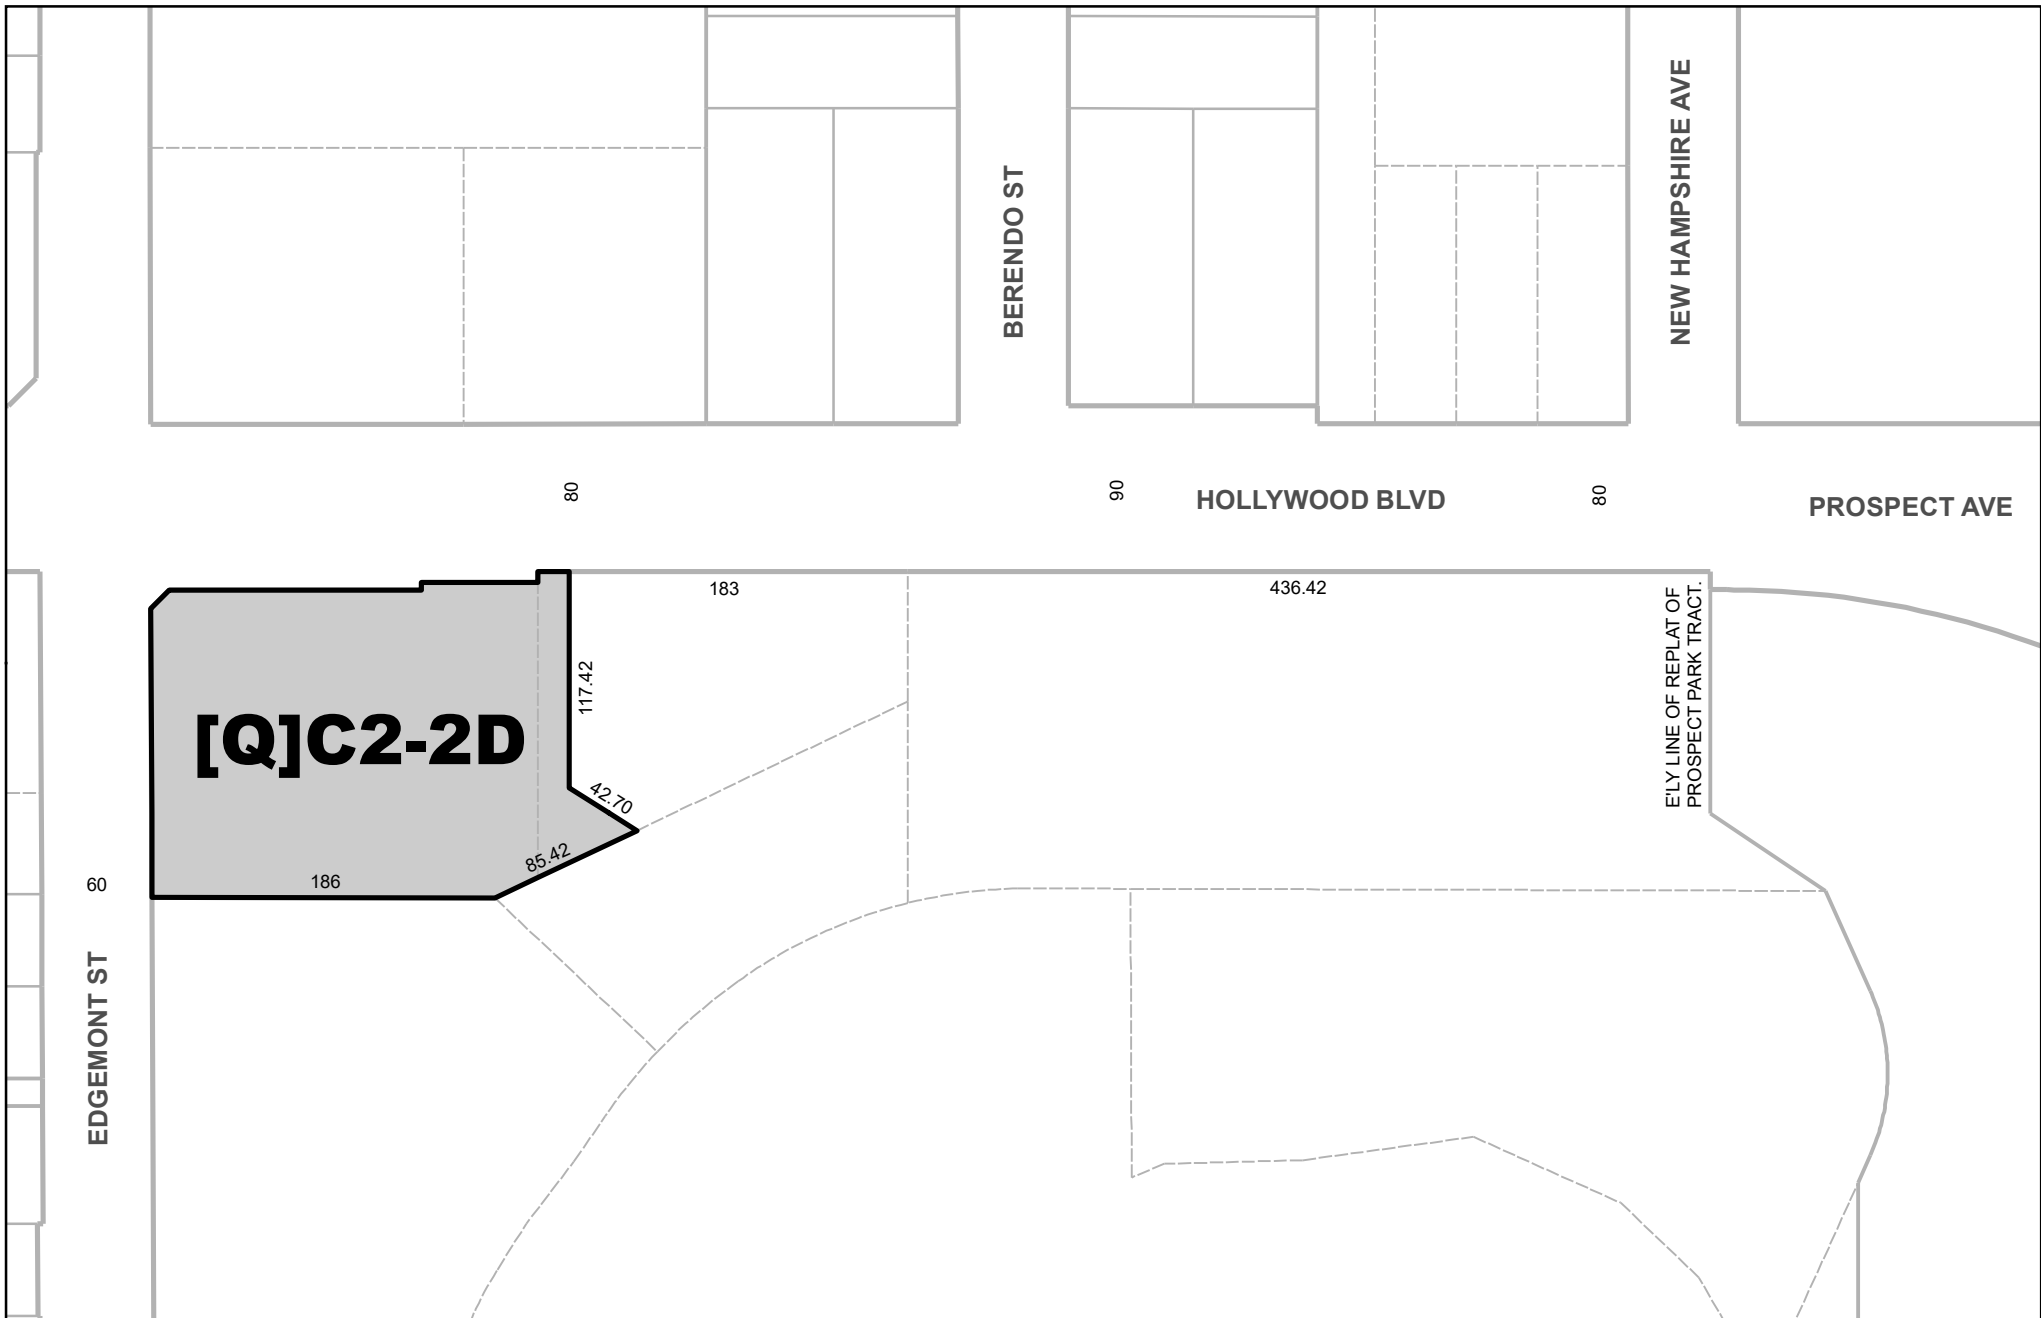 NEW HAMPSHIRE AVE
BERENDO ST
80
90
HOLLYWOOD BLVD
80
PROSPECT AVE
183
436.42
E'LY LINE OF REPLAT OF
PROSPECT PARK TRACT.
117.42
[Q]C2-2D
42.70
85.42
186
60
EDGEMONT ST